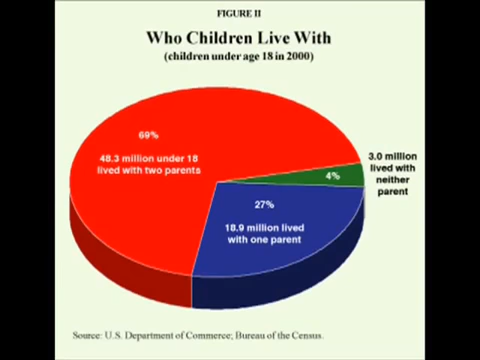 FIGURE II
Who Children Live With
(children under age 18 in 2000)
69%
48.3 million under 18
lived with two parents
3.0 million
lived with
neither
parent
4%
27%
18.9 million lived
with one parent
Source: U.S. Department of Commerce; Bureau of the Census.